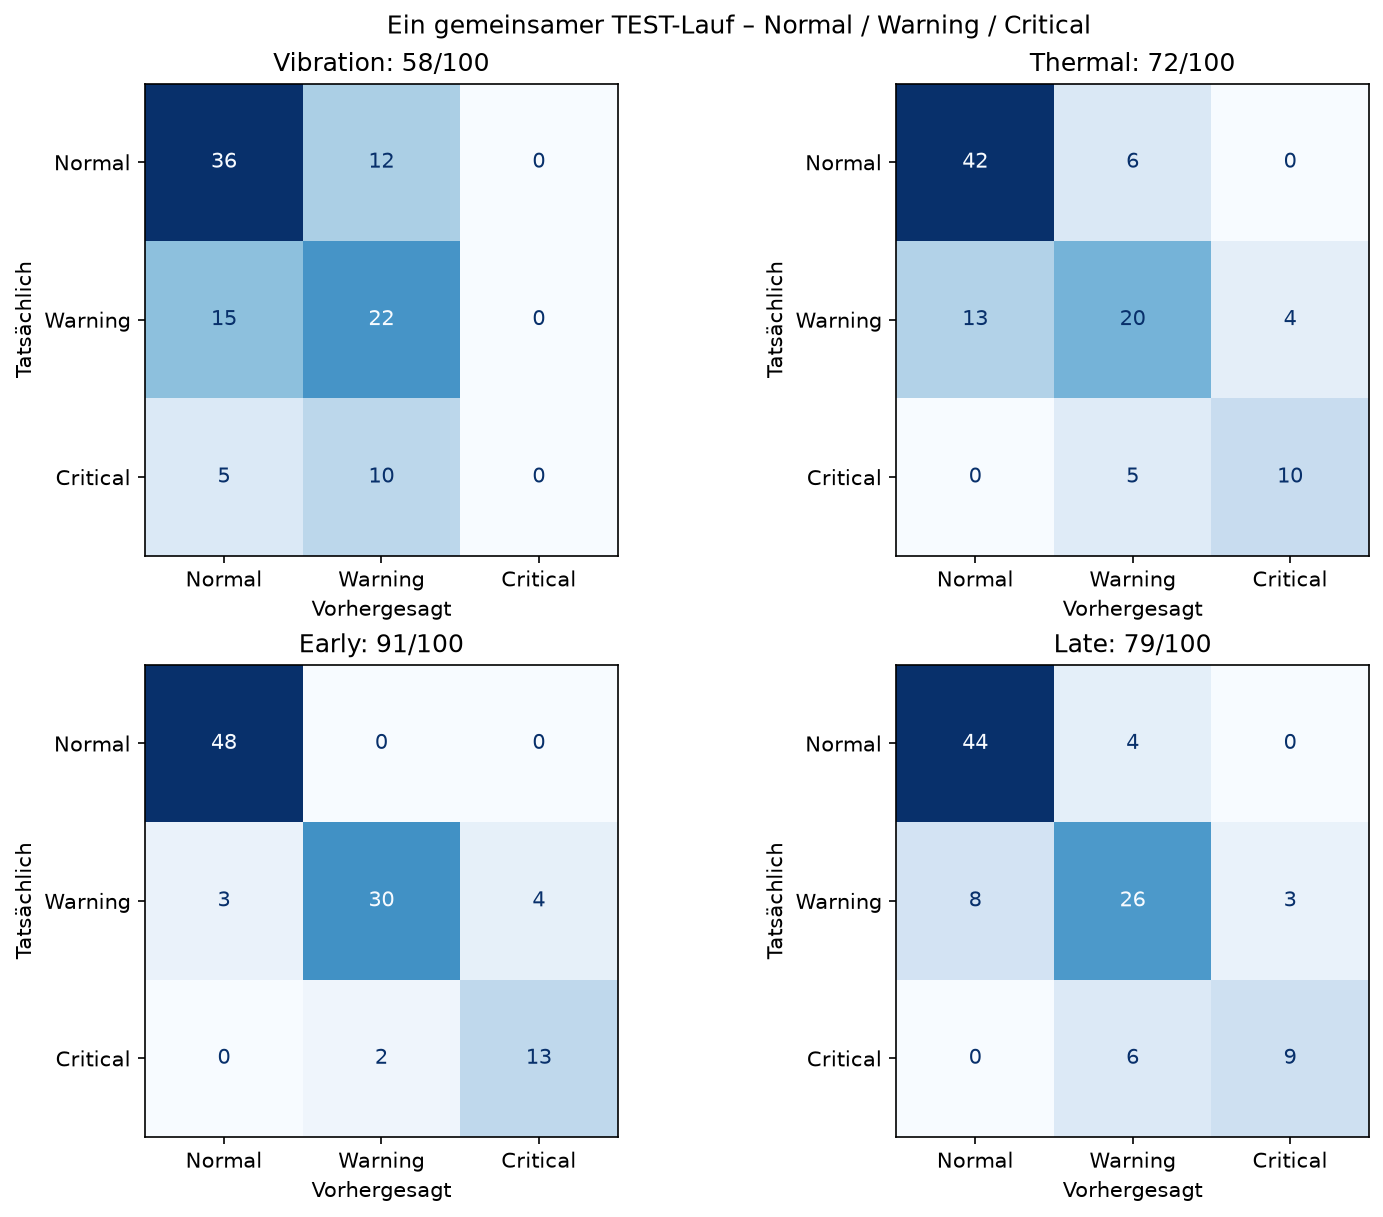 Ein gemeinsamer TEST-Lauf – Normal / Warning / Critical
Vibration: 58/100
Tatsächlich
Normal 36 12 0
Warning 15 22 0
Critical 5 10 0
Normal Warning Critical
Vorhergesagt
Thermal: 72/100
Tatsächlich
Normal 42 6 0
Warning 13 20 4
Critical 0 5 10
Normal Warning Critical
Vorhergesagt
Early: 91/100
Tatsächlich
Normal 48 0 0
Warning 3 30 4
Critical 0 2 13
Normal Warning Critical
Vorhergesagt
Late: 79/100
Tatsächlich
Normal 44 4 0
Warning 8 26 3
Critical 0 6 9
Normal Warning Critical
Vorhergesagt